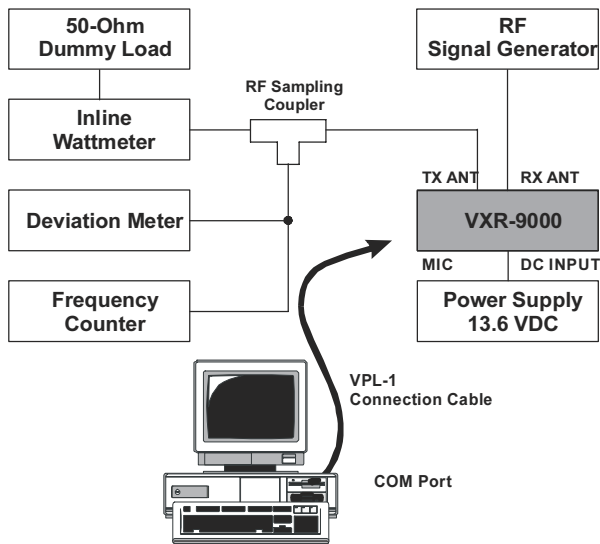 50-Ohm
Dummy Load
RF
Signal Generator
RF Sampling
Coupler
Inline
Wattmeter
TX ANT
RX ANT
Deviation Meter
VXR-9000
MIC
DC INPUT
Frequency
Counter
Power Supply
13.6 VDC
VPL-1
Connection Cable
COM Port